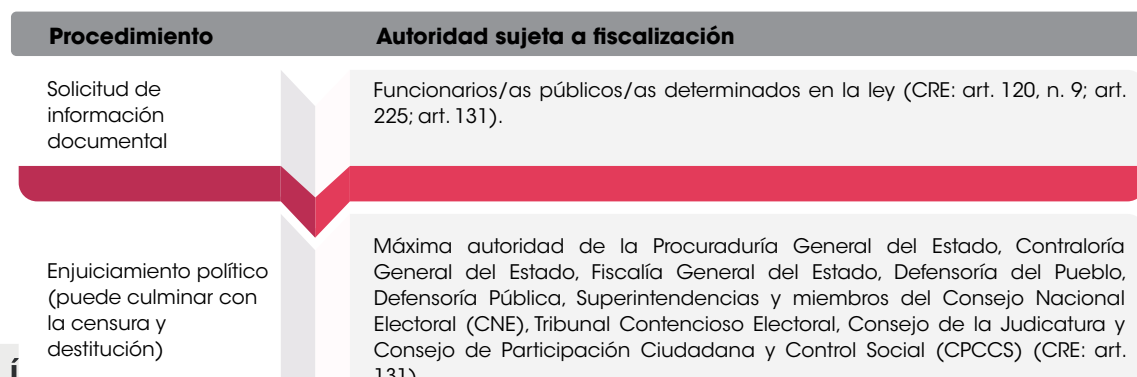 Procedimiento
Autoridad sujeta a fiscalización
Solicitud de
información
documental
Funcionarios/as públicos/as determinados en la ley (CRE: art. 120, n. 9; art.
225; art. 131).
Enjuiciamiento político
(puede culminar con
la censura y
destitución)
Máxima autoridad de la Procuraduría General del Estado, Contraloría
General del Estado, Fiscalía General del Estado, Defensoría del Pueblo,
Defensoría Pública, Superintendencias y miembros del Consejo Nacional
Electoral (CNE), Tribunal Contencioso Electoral, Consejo de la Judicatura y
Consejo de Participación Ciudadana y Control Social (CPCCS) (CRE: art.
131)